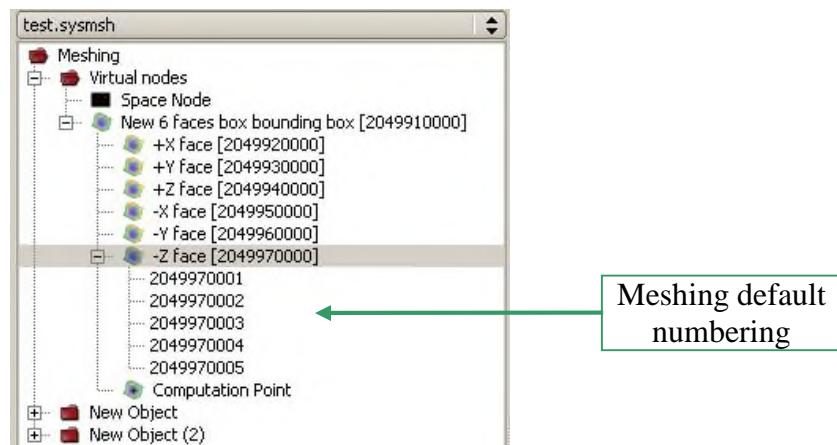 test.sysmsh
Meshing
Virtual nodes
Space Node
New 6 faces box bounding box [2049910000]
+X face [2049920000]
+Y face [2049930000]
+Z face [2049940000]
-X face [2049950000]
-Y face [2049960000]
-Z face [2049970000]
2049970001
2049970002
2049970003
2049970004
2049970005
Computation Point
New Object
New Object (2)
Meshing default
numbering